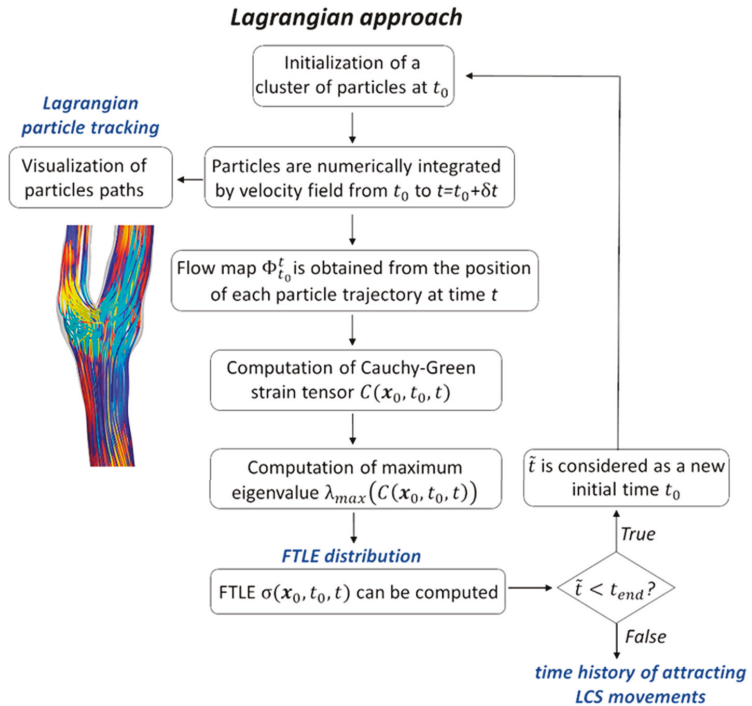 Lagrangian approach
Initialization of a
cluster of particles at t₀
Lagrangian
particle tracking
Visualization of
particles paths
Particles are numerically integrated
by velocity field from t₀ to t=t₀+δt
Flow map Φᵗₜ₀ is obtained from the position
of each particle trajectory at time t
Computation of Cauchy-Green
strain tensor C(x₀, t₀, t)
Computation of maximum
eigenvalue λₘₐₓ(C(x₀, t₀, t))
t̃ is considered as a new
initial time t₀
True
FTLE distribution
FTLE σ(x₀, t₀, t) can be computed
t̃ < t_end?
False
time history of attracting
LCS movements